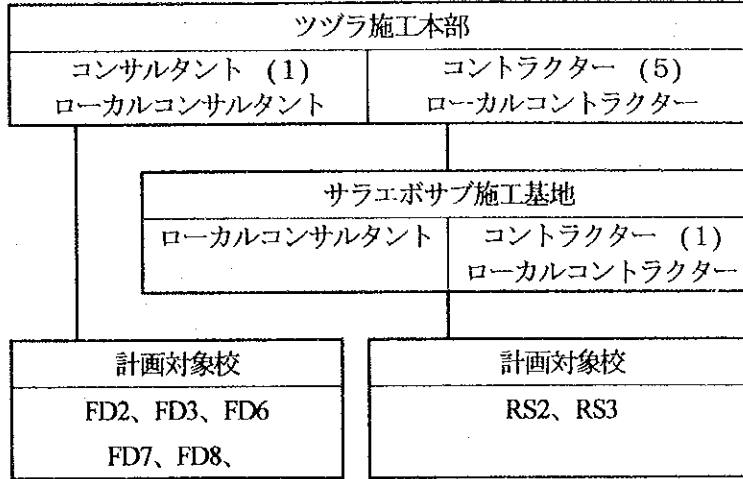 ツヅラ施工本部
コンサルタント (1)
ローカルコンサルタント
コントラクター (5)
ローカルコントラクター
サラエボサブ施工基地
ローカルコンサルタント
コントラクター (1)
ローカルコントラクター
計画対象校
FD2、FD3、FD6
FD7、FD8、
計画対象校
RS2、RS3